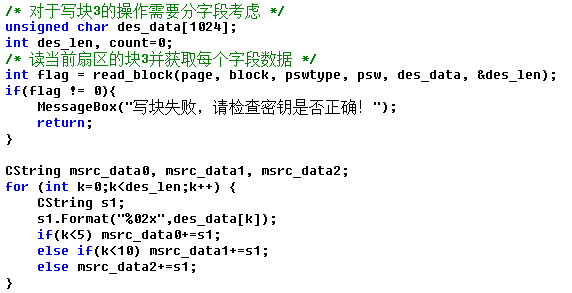 /* 对于写块3的操作需要分字段考虑 */
unsigned char des_data[1024];
int des_len, count=0;
/* 读当前扇区的块3并获取每个字段数据 */
int flag = read_block(page, block, pswtype, psw, des_data, &des_len);
if(flag != 0){
    MessageBox("写块失败，请检查密钥是否正确！");
    return;
}

CString msrc_data0, msrc_data1, msrc_data2;
for (int k=0;k<des_len;k++) {
    CString s1;
    s1.Format("%02x",des_data[k]);
    if(k<5) msrc_data0+=s1;
    else if(k<10) msrc_data1+=s1;
    else msrc_data2+=s1;
}